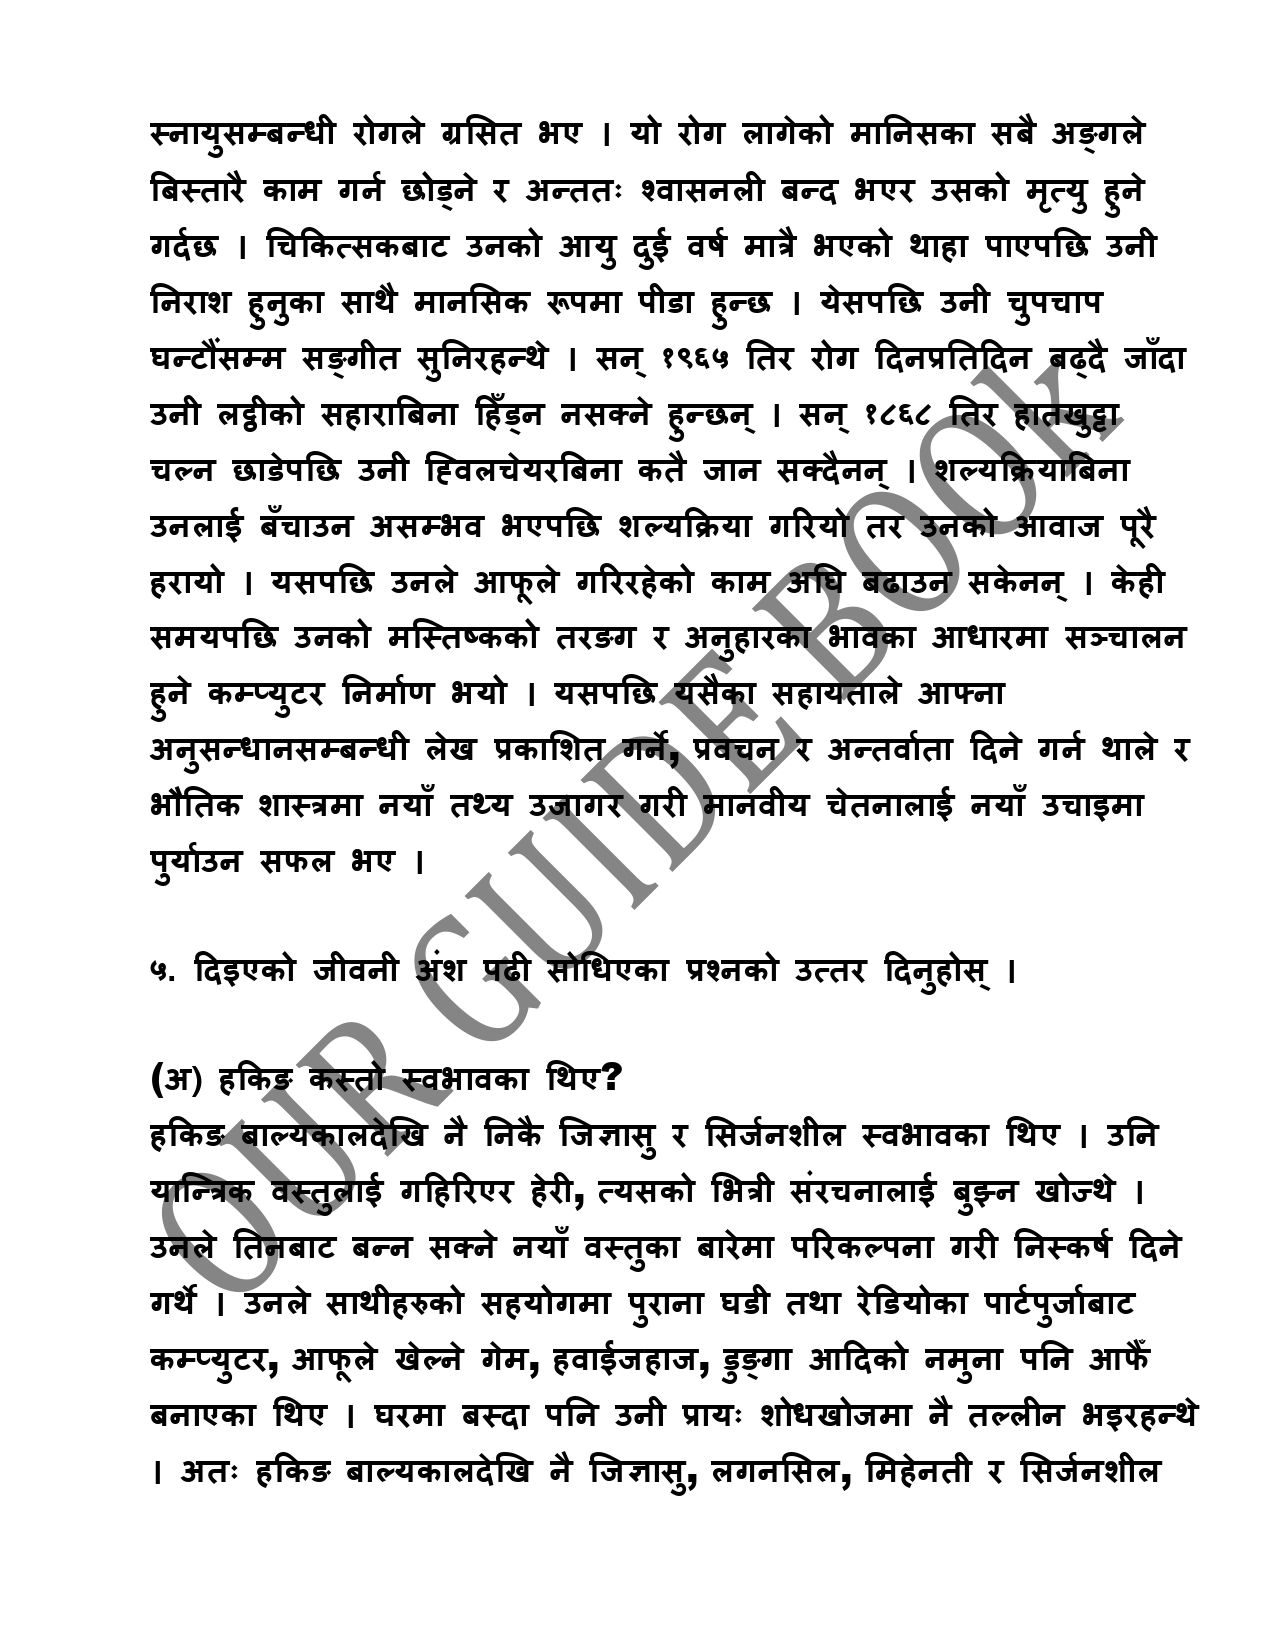 स्नायुसम्बन्धी रोगले ग्रसित भए । यो रोग लागेको मानिसका सबै अङ्गले
बिस्तारै काम गर्न छोड्ने र अन्ततः श्वासनली बन्द भएर उसको मृत्यु हुने
गर्दछ । चिकित्सकबाट उनको आयु दुई वर्ष मात्रै भएको थाहा पाएपछि उनी
निराश हुनुका साथै मानसिक रूपमा पीडा हुन्छ । येसपछि उनी चुपचाप
घन्टौंसम्म सङ्गीत सुनिरहन्थे । सन् १९६५ तिर रोग दिनप्रतिदिन बढ्दै जाँदा
उनी लट्ठीको सहाराबिना हिँड्न नसक्ने हुन्छन् । सन् १८६८ तिर हातखुट्टा
चल्न छाडेपछि उनी ह्विलचेयरबिना कतै जान सक्दैनन् । शल्यक्रियाबिना
उनलाई बँचाउन असम्भव भएपछि शल्यक्रिया गरियो तर उनको आवाज पूरै
हरायो । यसपछि उनले आफूले गरिरहेको काम अघि बढाउन सकेनन् । केही
समयपछि उनको मस्तिष्कको तरङग र अनुहारका भावका आधारमा सञ्चालन
हुने कम्प्युटर निर्माण भयो । यसपछि यसैका सहायताले आफ्ना
अनुसन्धानसम्बन्धी लेख प्रकाशित गर्ने, प्रवचन र अन्तर्वाता दिने गर्न थाले र
भौतिक शास्त्रमा नयाँ तथ्य उजागर गरी मानवीय चेतनालाई नयाँ उचाइमा
पुर्याउन सफल भए ।
५. दिइएको जीवनी अंश पढी सोधिएका प्रश्नको उत्तर दिनुहोस् ।
(अ) हकिङ कस्तो स्वभावका थिए?
हकिङ बाल्यकालदेखि नै निकै जिज्ञासु र सिर्जनशील स्वभावका थिए । उनि
यान्त्रिक वस्तुलाई गहिरिएर हेरी, त्यसको भित्री संरचनालाई बुझ्न खोज्थे ।
उनले तिनबाट बन्न सक्ने नयाँ वस्तुका बारेमा परिकल्पना गरी निस्कर्ष दिने
गर्थे । उनले साथीहरुको सहयोगमा पुराना घडी तथा रेडियोका पार्टपुर्जाबाट
कम्प्युटर, आफूले खेल्ने गेम, हवाईजहाज, डुङ्गा आदिको नमुना पनि आफैँ
बनाएका थिए । घरमा बस्दा पनि उनी प्रायः शोधखोजमा नै तल्लीन भइरहन्थे
। अतः हकिङ बाल्यकालदेखि नै जिज्ञासु, लगनसिल, मिहेनती र सिर्जनशील
OUR GUIDE BOOK